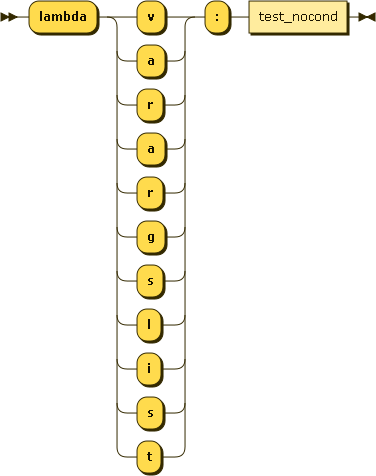 lambda v : test_nocond
a
r
a
r
g
s
l
i
s
t